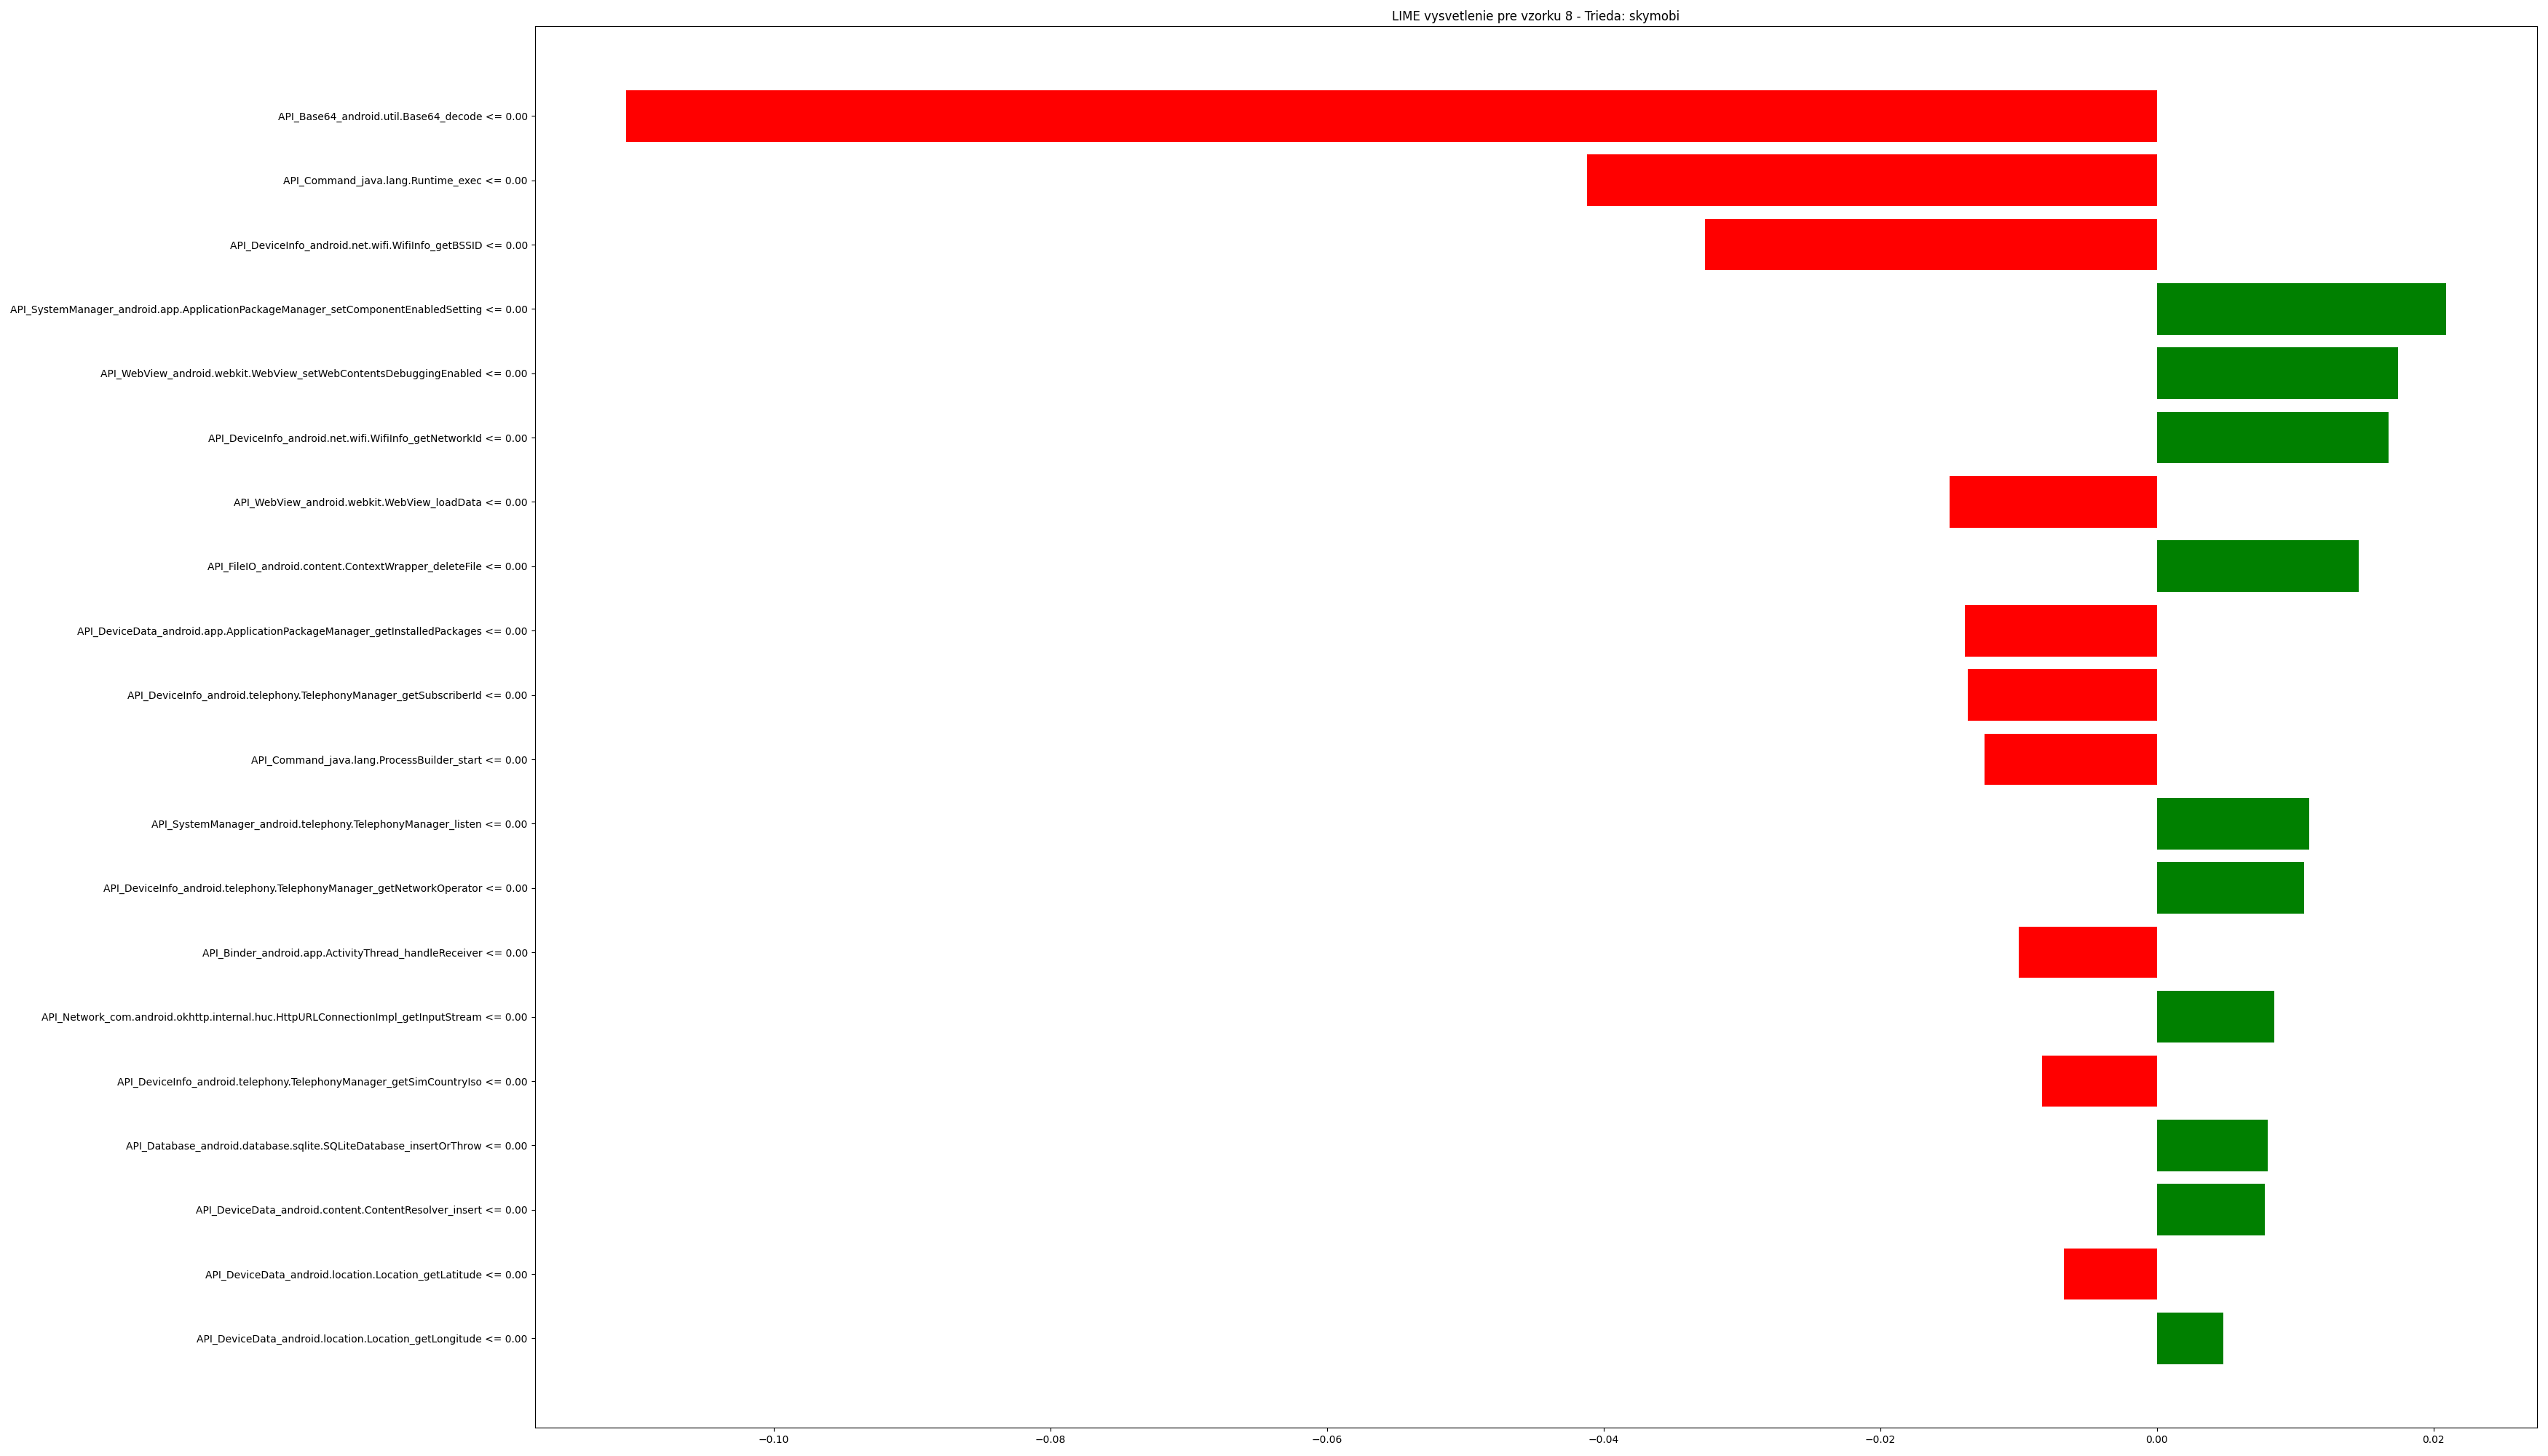 LIME vysvetlenie pre vzorku 8 - Trieda: skymobi
API_Base64_android.util.Base64_decode <= 0.00
API_Command_java.lang.Runtime_exec <= 0.00
API_DeviceInfo_android.net.wifi.WifiInfo_getBSSID <= 0.00
API_SystemManager_android.app.ApplicationPackageManager_setComponentEnabledSetting <= 0.00
API_WebView_android.webkit.WebView_setWebContentsDebuggingEnabled <= 0.00
API_DeviceInfo_android.net.wifi.WifiInfo_getNetworkId <= 0.00
API_WebView_android.webkit.WebView_loadData <= 0.00
API_FileIO_android.content.ContextWrapper_deleteFile <= 0.00
API_DeviceData_android.app.ApplicationPackageManager_getInstalledPackages <= 0.00
API_DeviceInfo_android.telephony.TelephonyManager_getSubscriberId <= 0.00
API_Command_java.lang.ProcessBuilder_start <= 0.00
API_SystemManager_android.telephony.TelephonyManager_listen <= 0.00
API_DeviceInfo_android.telephony.TelephonyManager_getNetworkOperator <= 0.00
API_Binder_android.app.ActivityThread_handleReceiver <= 0.00
API_Network_com.android.okhttp.internal.huc.HttpURLConnectionImpl_getInputStream <= 0.00
API_DeviceInfo_android.telephony.TelephonyManager_getSimCountryIso <= 0.00
API_Database_android.database.sqlite.SQLiteDatabase_insertOrThrow <= 0.00
API_DeviceData_android.content.ContentResolver_insert <= 0.00
API_DeviceData_android.location.Location_getLatitude <= 0.00
API_DeviceData_android.location.Location_getLongitude <= 0.00
−0.10 −0.08 −0.06 −0.04 −0.02 0.00 0.02